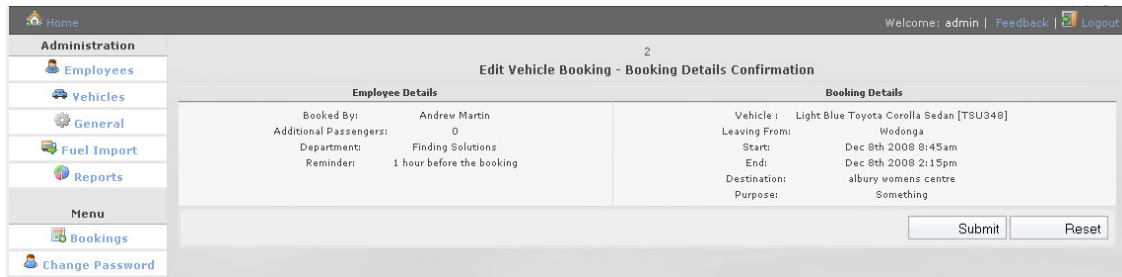 Home
Welcome: admin | Feedback | Logout
Administration
Employees
Vehicles
General
Fuel Import
Reports
Menu
Bookings
Change Password
2
Edit Vehicle Booking - Booking Details Confirmation
Employee Details
Booked By: Andrew Martin
Additional Passengers: 0
Department: Finding Solutions
Reminder: 1 hour before the booking
Booking Details
Vehicle : Light Blue Toyota Corolla Sedan [TSU348]
Leaving From: Wodonga
Start: Dec 8th 2008 8:45am
End: Dec 8th 2008 2:15pm
Destination: albury womens centre
Purpose: Something
Submit Reset